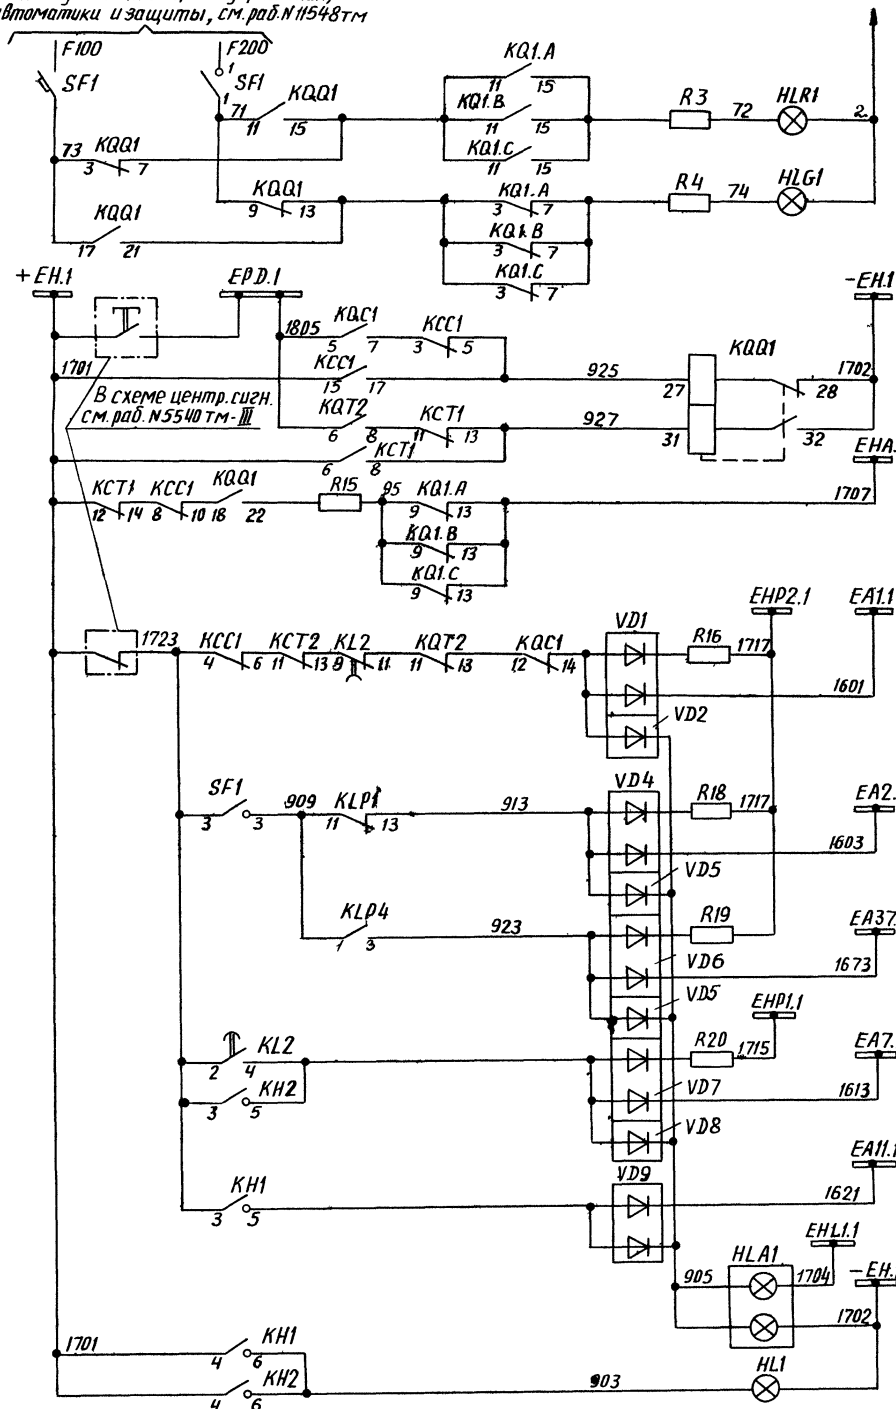 автоматики и защиты, см. раб. N 11548тм
F100 F200
SF1 1 SF1 1
71 KQQ1 11 15
KQ1.A 11 15
KQ1.B 11 15
KQ1.C 11 15
R3 72 HLR1 2
73 KQQ1 3 7
KQQ1 9 13
KQ1.A 3 7
KQ1.B 3 7
KQ1.C 3 7
R4 74 HLG1
KQQ1 17 21
+EH.1 EPD.1 -EH.1
1805 KQC1 5 7 KCC1 3 5
1701 KCC1 15 17 925 27 KQQ1 28 1702
В схеме центр. сигн.
см. раб. N5540 тм-III
KQT2 6 8 KCT1 11 13 927 31 32
KCT1 6 8
EHA.
KCT1 12 14 KCC1 8 10 KQQ1 18 22 R15 95 KQ1.A 9 13 1707
KQ1.B 9 13
KQ1.C 9 13
EHP2.1 EA1.1
1723 KCC1 4 6 KCT2 11 13 KL2 9 11 KQT2 11 13 KQC1 12 14 VD1 R16 1717
1601
VD2
SF1 3 3 909 KLP1 11 13 913 VD4 R18 1717 EA2.
1603
VD5
KLP4 1 3 923 R19 EA37.
VD6 1673
VD5 EHP1.1
KL2 2 4 R20 1715 EA7.
KH2 3 5 VD7 1613
VD8
EA11.1
KH1 3 5 VD9 1621
EHL1.1
905 HLA1 1704 -EH.
1702
1701 KH1 4 6
KH2 4 6 903 HL1